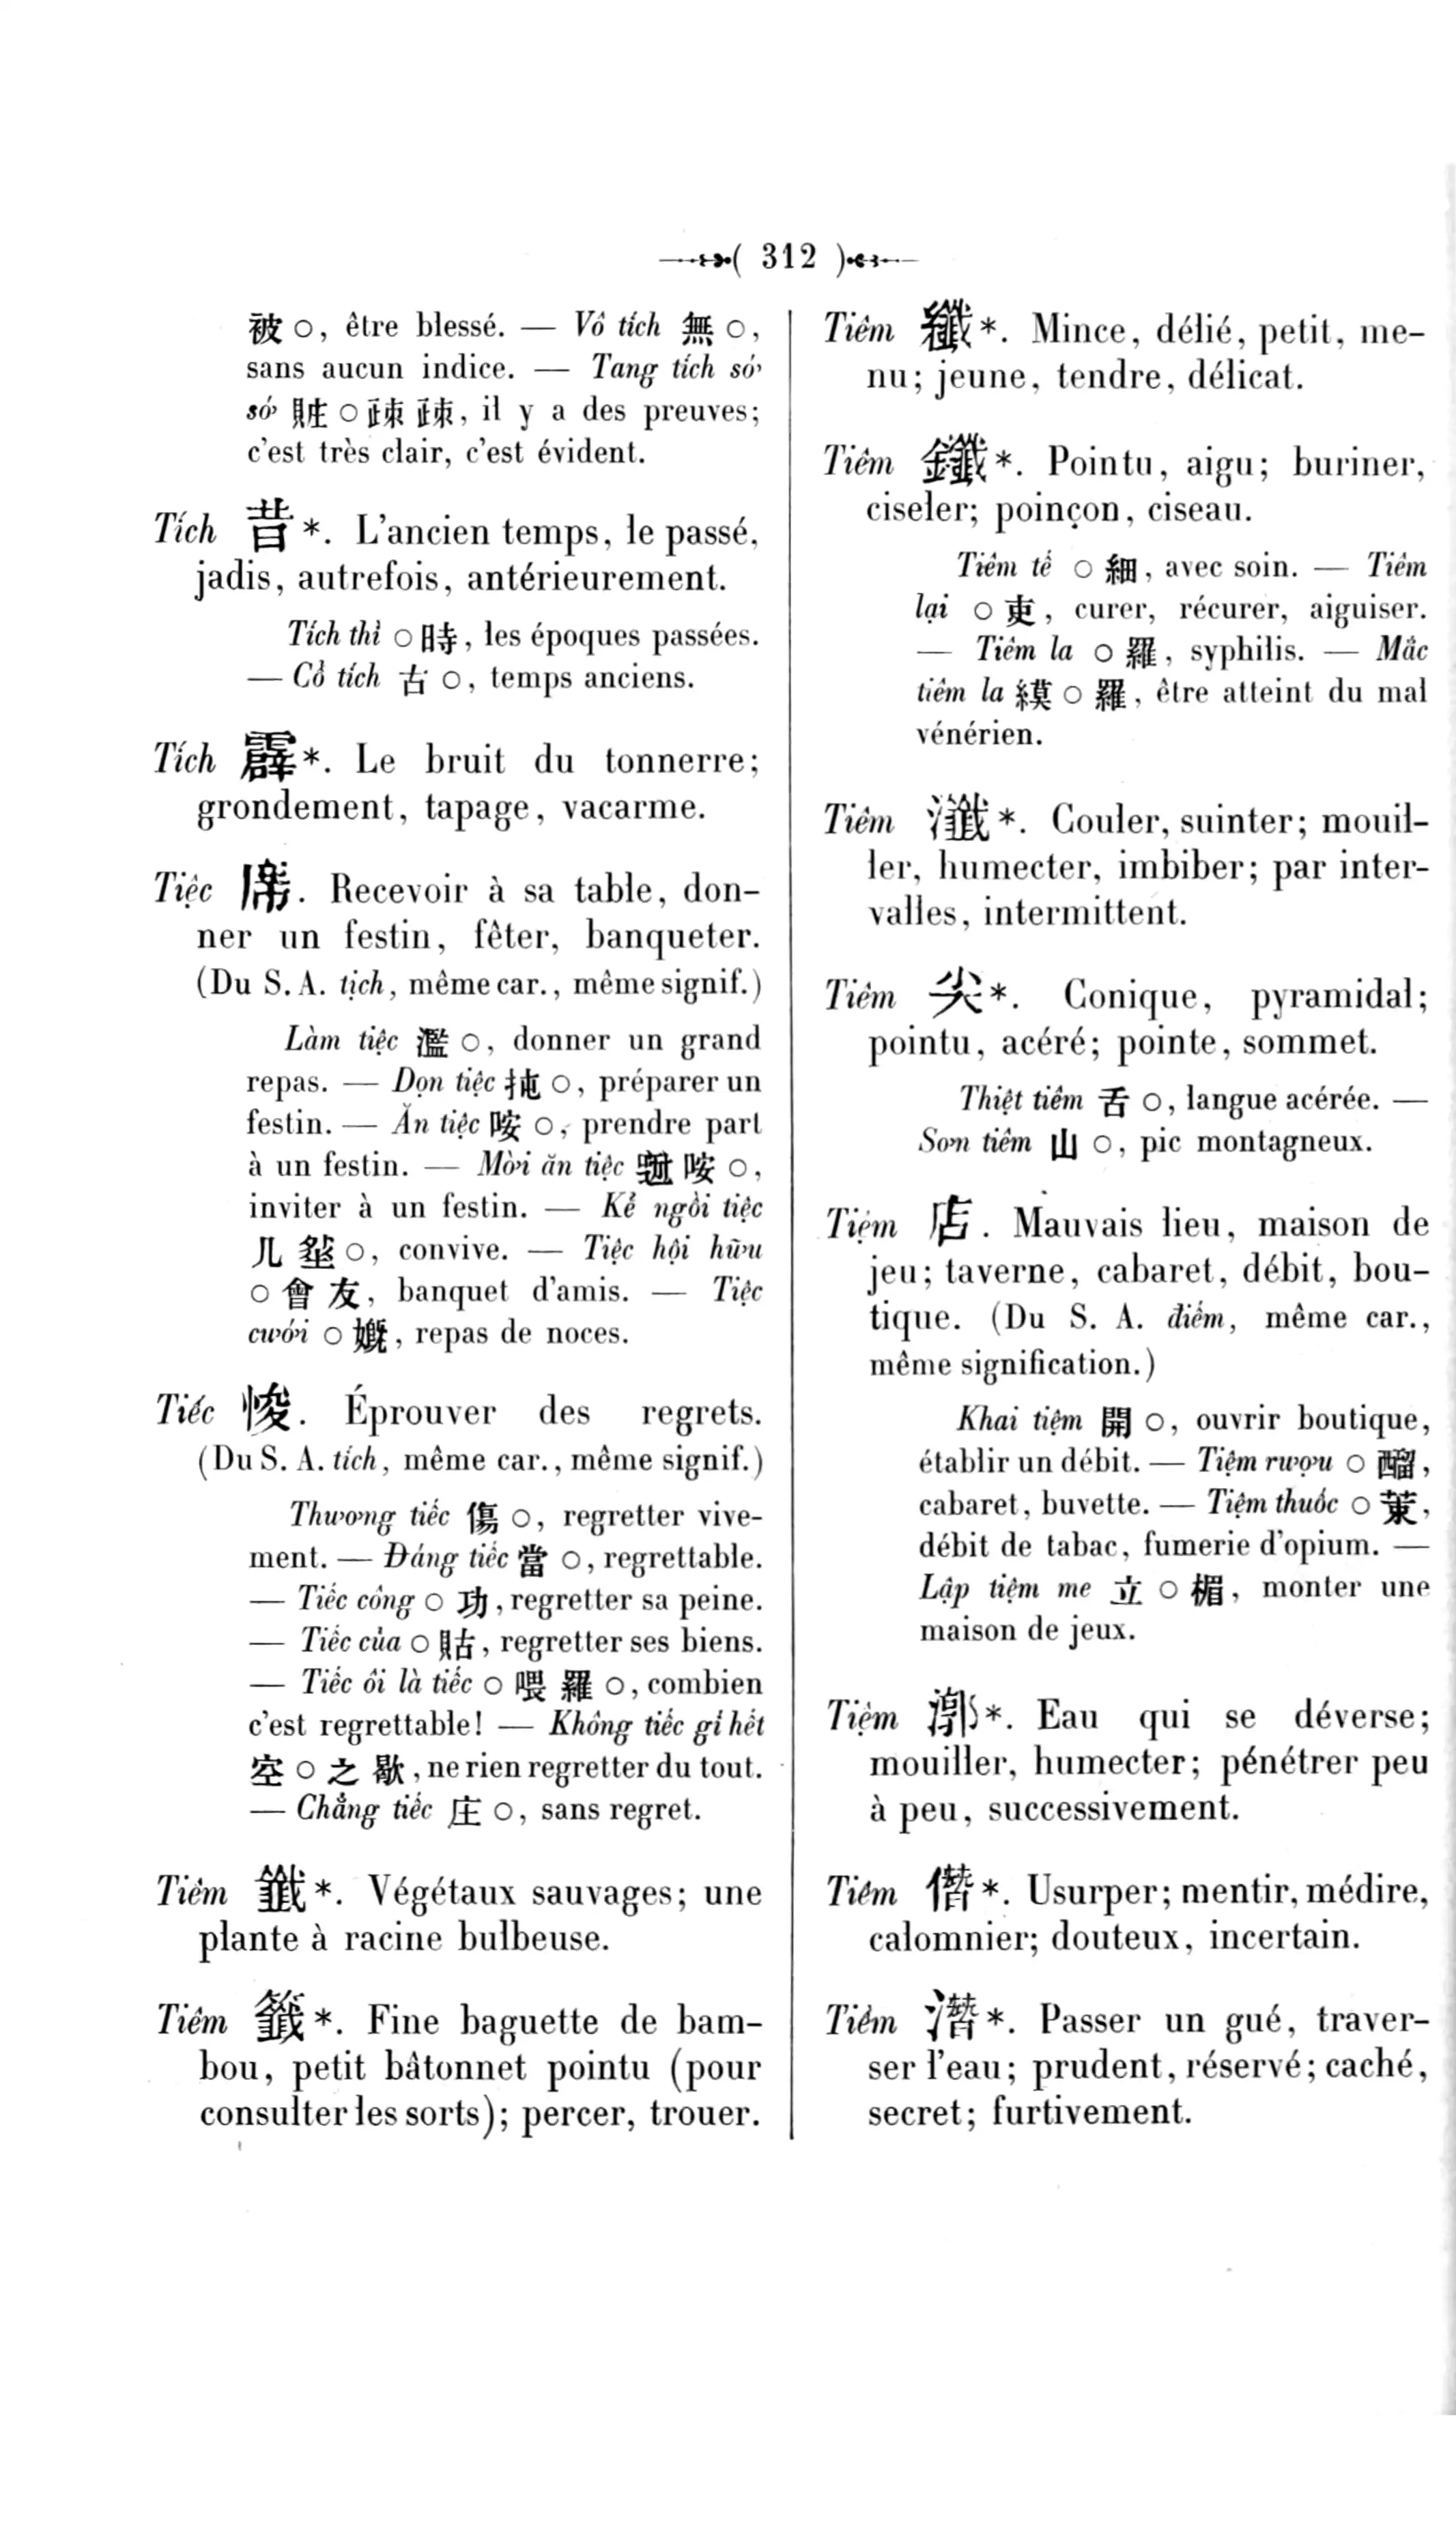 ( 312 )
被 ○, être blessé. — Vô tích 無 ○,
sans aucun indice. — Tang tích sớ
sớ 賍 ○ 疎 疎, il y a des preuves;
c'est très clair, c'est évident.
Tích 昔*. L'ancien temps, le passé,
jadis, autrefois, antérieurement.
Tích thì ○ 時, les époques passées.
— Cổ tích 古 ○, temps anciens.
Tích 霹*. Le bruit du tonnerre;
grondement, tapage, vacarme.
Tiệc 席. Recevoir à sa table, don-
ner un festin, fêter, banqueter.
(Du S. A. tịch, même car., même signif.)
Làm tiệc 濫 ○, donner un grand
repas. — Dọn tiệc 扽 ○, préparer un
festin. — Ăn tiệc 咹 ○, prendre part
à un festin. — Mời ăn tiệc 咹 ○,
inviter à un festin. — Kẻ ngồi tiệc
几 ○, convive. — Tiệc hội hữu
○ 會 友, banquet d'amis. — Tiệc
cưới ○, repas de noces.
Tiếc. Éprouver des regrets.
(Du S. A. tích, même car., même signif.)
Thương tiếc 傷 ○, regretter vive-
ment. — Đáng tiếc 當 ○, regrettable.
— Tiếc công ○ 功, regretter sa peine.
— Tiếc của ○ 貼, regretter ses biens.
— Tiếc ôi là tiếc ○ 喂 羅 ○, combien
c'est regrettable! — Không tiếc gì hết
空 ○ 之 歇, ne rien regretter du tout.
— Chẳng tiếc 庄 ○, sans regret.
Tiêm 韱*. Végétaux sauvages; une
plante à racine bulbeuse.
Tiêm 籖*. Fine baguette de bam-
bou, petit bâtonnet pointu (pour
consulter les sorts); percer, trouer.
Tiêm 纖*. Mince, délié, petit, me-
nu; jeune, tendre, délicat.
Tiêm 鑯*. Pointu, aigu; buriner,
ciseler; poinçon, ciseau.
Tiêm tế ○ 細, avec soin. — Tiêm
lại ○ 吏, curer, récurer, aiguiser.
— Tiêm la ○ 羅, syphilis. — Mắc
tiêm la 縸 ○ 羅, être atteint du mal
vénérien.
Tiêm 瀸*. Couler, suinter; mouil-
ler, humecter, imbiber; par inter-
valles, intermittent.
Tiêm 尖*. Conique, pyramidal;
pointu, acéré; pointe, sommet.
Thiệt tiêm 舌 ○, langue acérée. —
Sơn tiêm 山 ○, pic montagneux.
Tiệm 店. Mauvais lieu, maison de
jeu; taverne, cabaret, débit, bou-
tique. (Du S. A. điếm, même car.,
même signification.)
Khai tiệm 開 ○, ouvrir boutique,
établir un débit. — Tiệm rượu ○ 醧,
cabaret, buvette. — Tiệm thuốc ○ 葉,
débit de tabac, fumerie d'opium. —
Lập tiệm me 立 ○ 楣, monter une
maison de jeux.
Tiệm*. Eau qui se déverse;
mouiller, humecter; pénétrer peu
à peu, successivement.
Tiếm 僭*. Usurper; mentir, médire,
calomnier; douteux, incertain.
Tiềm 潛*. Passer un gué, traver-
ser l'eau; prudent, réservé; caché,
secret; furtivement.